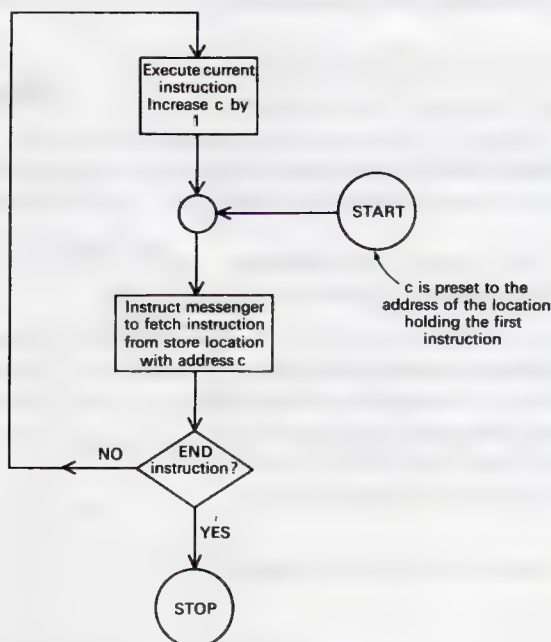 Execute current
instruction
Increase c by
1
START
c is preset to the
address of the location
holding the first
instruction
Instruct messenger
to fetch instruction
from store location
with address c
END
instruction?
NO
YES
STOP